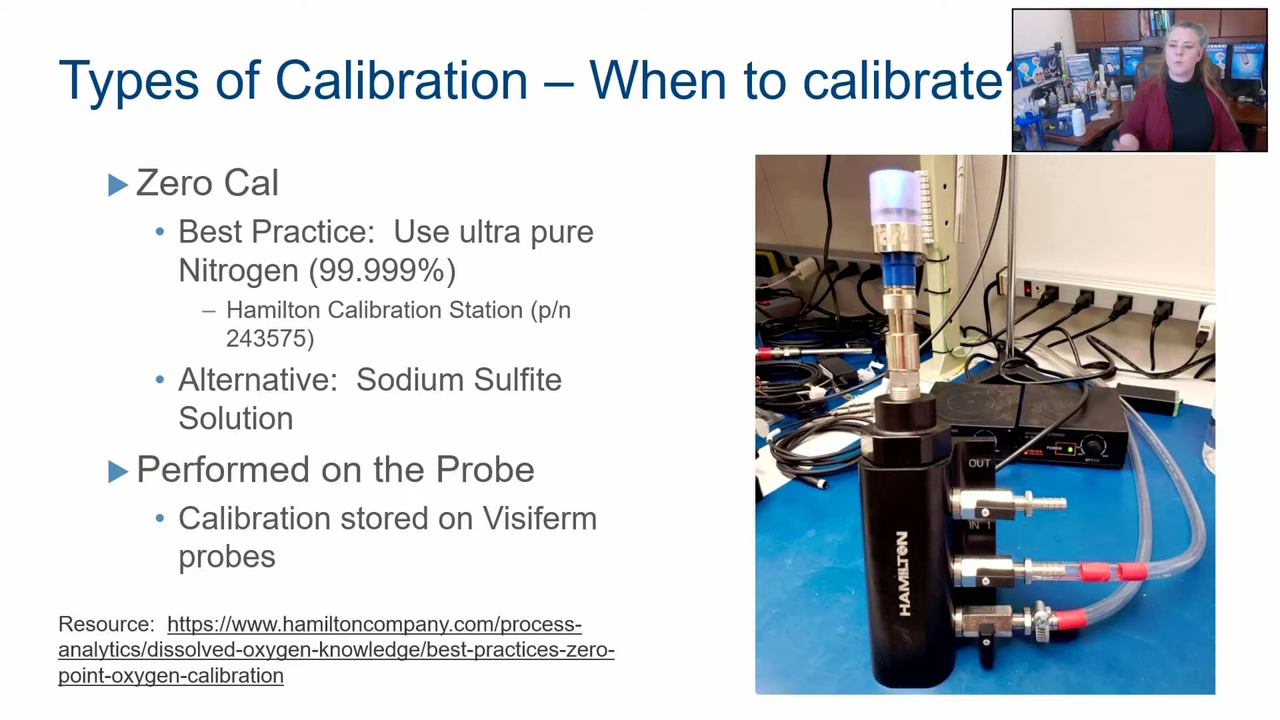 Types of Calibration – When to calibrate?
Zero Cal
Best Practice: Use ultra pure
Nitrogen (99.999%)
– Hamilton Calibration Station (p/n
243575)
Alternative: Sodium Sulfite
Solution
Performed on the Probe
Calibration stored on Visiferm
probes
Resource: https://www.hamiltoncompany.com/process-
analytics/dissolved-oxygen-knowledge/best-practices-zero-
point-oxygen-calibration
OUT
IN 1
HAMILTON
POWER